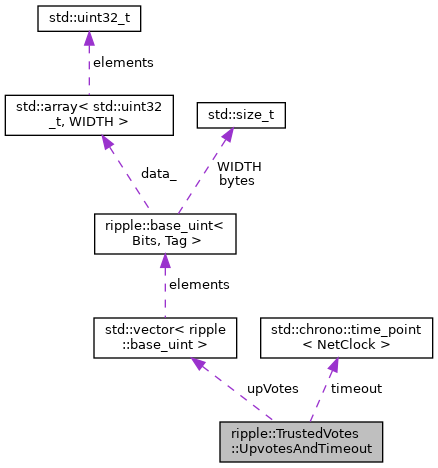 std::uint32_t
elements
std::array< std::uint32
_t, WIDTH >
std::size_t
data_
WIDTH
bytes
ripple::base_uint<
Bits, Tag >
elements
std::vector< ripple
::base_uint >
std::chrono::time_point
< NetClock >
upVotes
timeout
ripple::TrustedVotes
::UpvotesAndTimeout